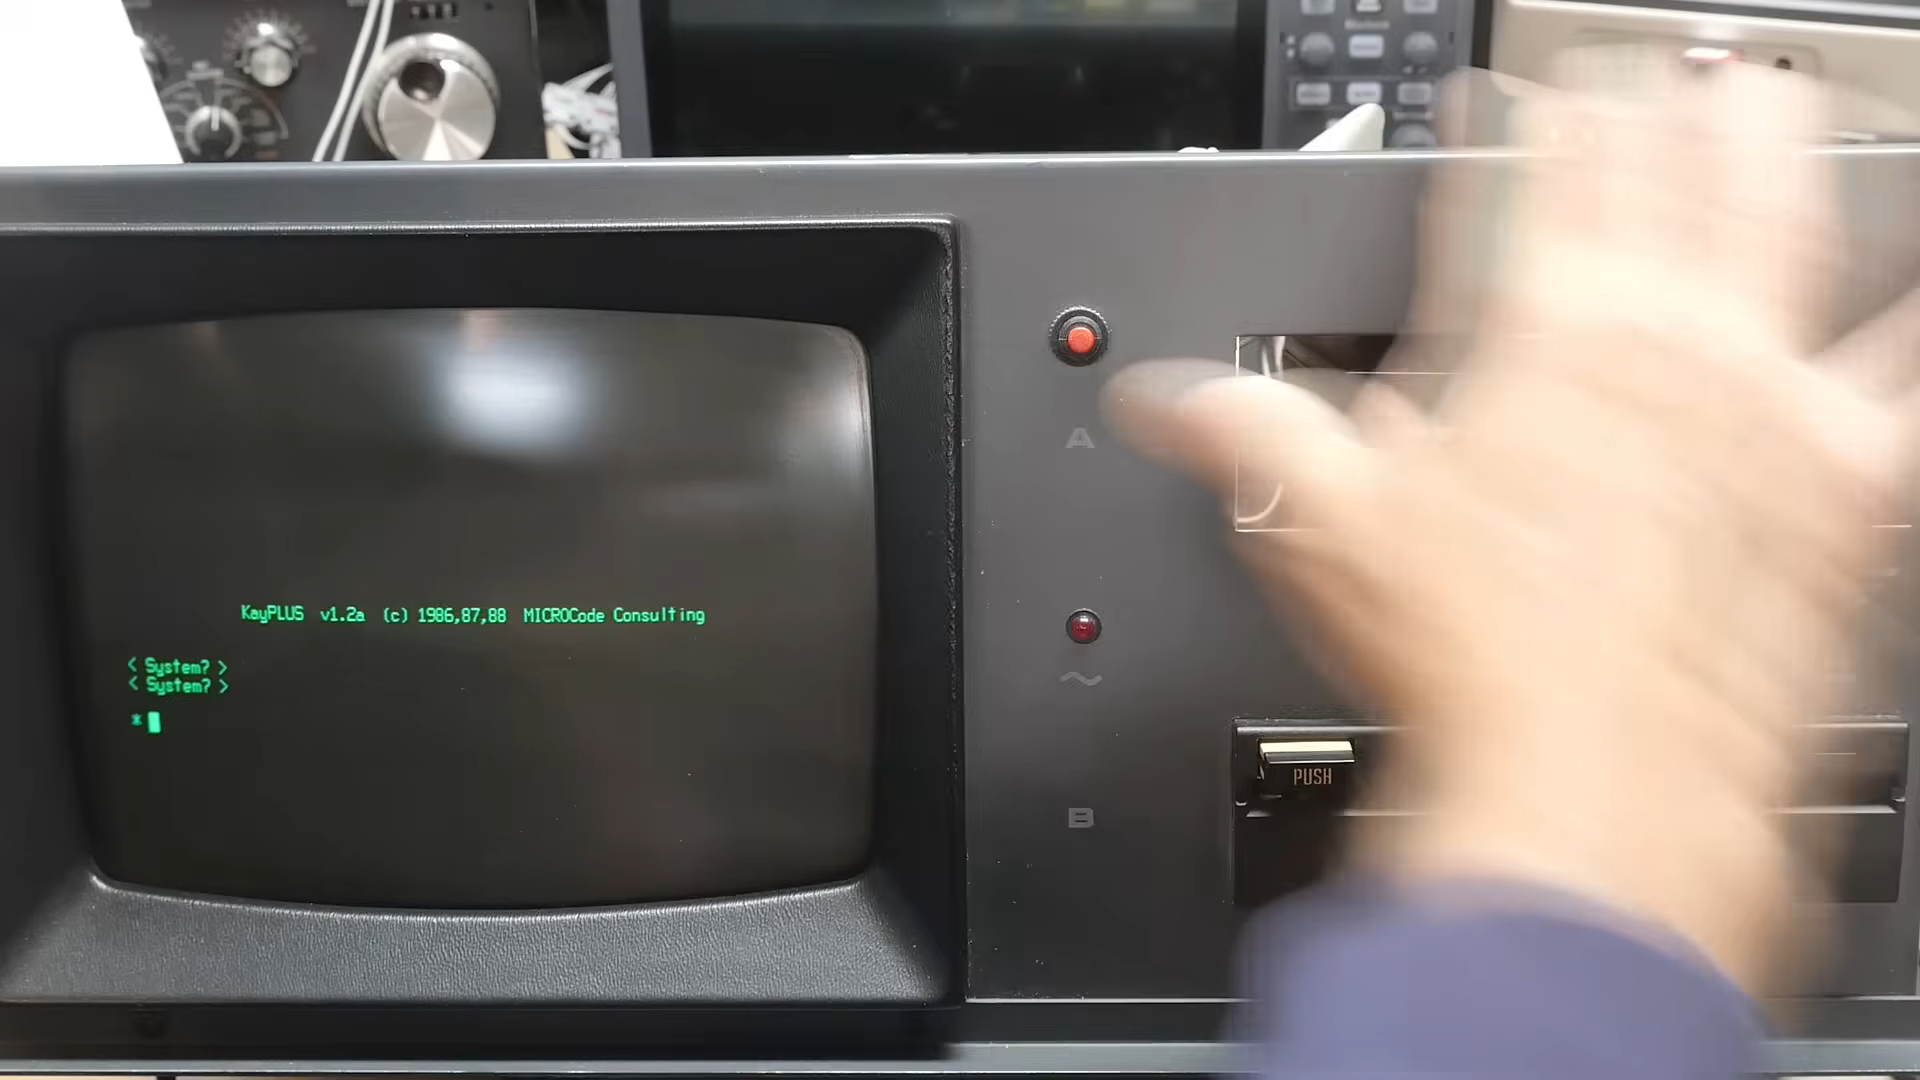 KayPLUS v1.2a (c) 1986,87,88 MICROCode Consulting
< System? >
< System? >
*
A
B
PUSH